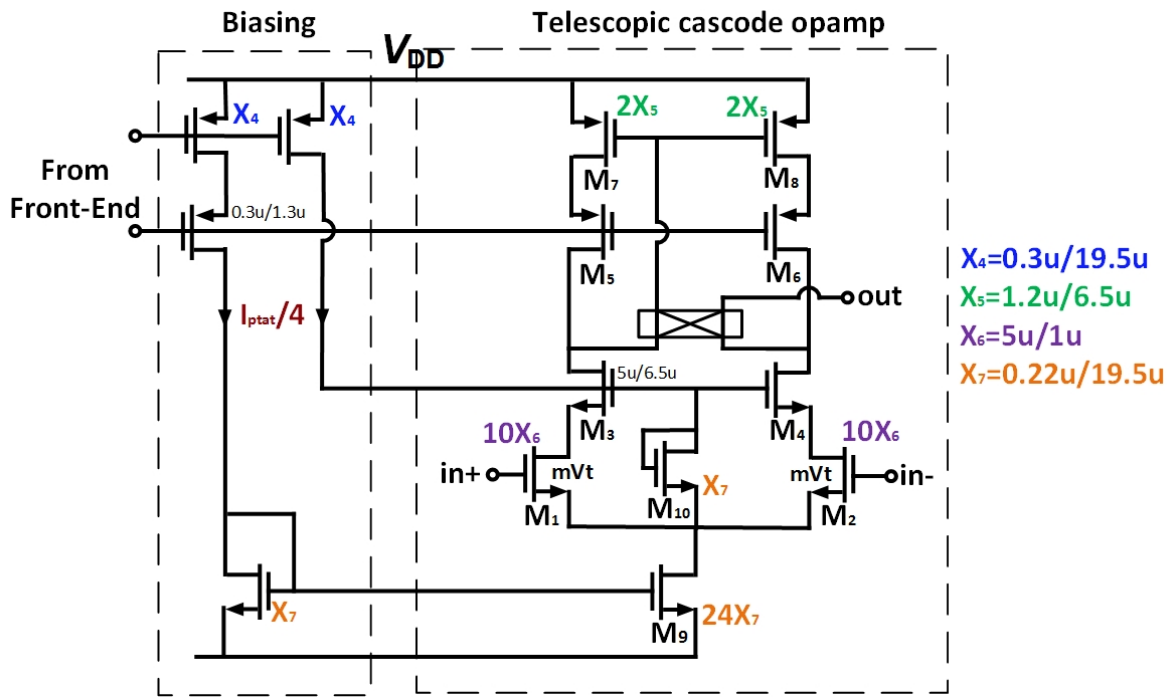 Biasing
Telescopic cascode opamp
VDD
X4
X4
2X5
2X5
M7
M8
From
Front-End
0.3u/1.3u
M5
M6
Iptat/4
out
X4=0.3u/19.5u
X5=1.2u/6.5u
X6=5u/1u
X7=0.22u/19.5u
5u/6.5u
10X6
M3
M4
10X6
in+
mVt
X7
mVt
in-
M1
M10
M2
X7
24X7
M9